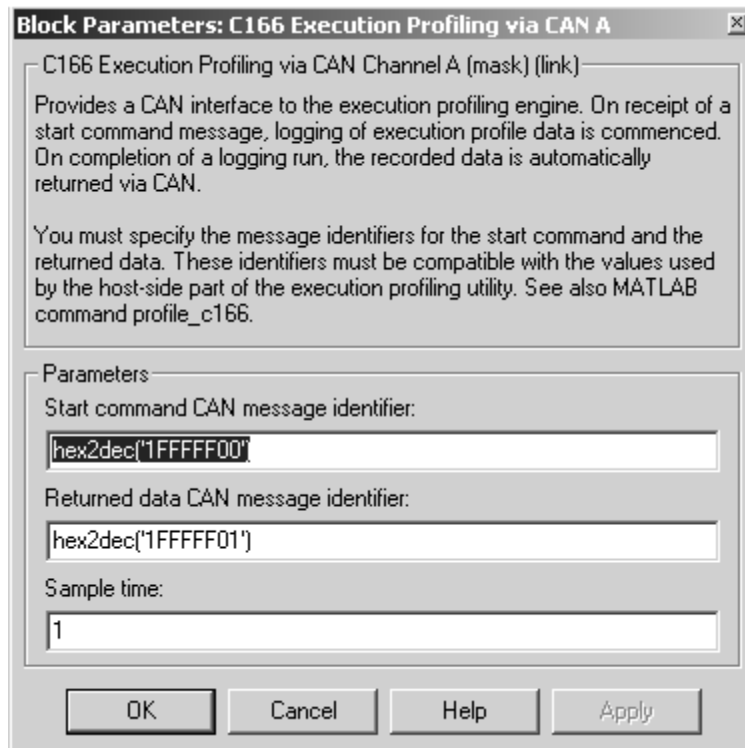 Block Parameters: C166 Execution Profiling via CAN A
C166 Execution Profiling via CAN Channel A (mask) (link)
Provides a CAN interface to the execution profiling engine. On receipt of a
start command message, logging of execution profile data is commenced.
On completion of a logging run, the recorded data is automatically
returned via CAN.
You must specify the message identifiers for the start command and the
returned data. These identifiers must be compatible with the values used
by the host-side part of the execution profiling utility. See also MATLAB
command profile_c166.
Parameters
Start command CAN message identifier:
hex2dec('1FFFFF00')
Returned data CAN message identifier:
hex2dec('1FFFFF01')
Sample time:
1
OK Cancel Help Apply